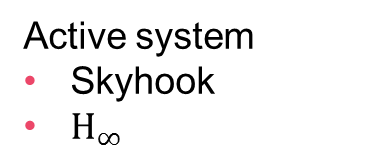 Active system
• Skyhook
• H∞